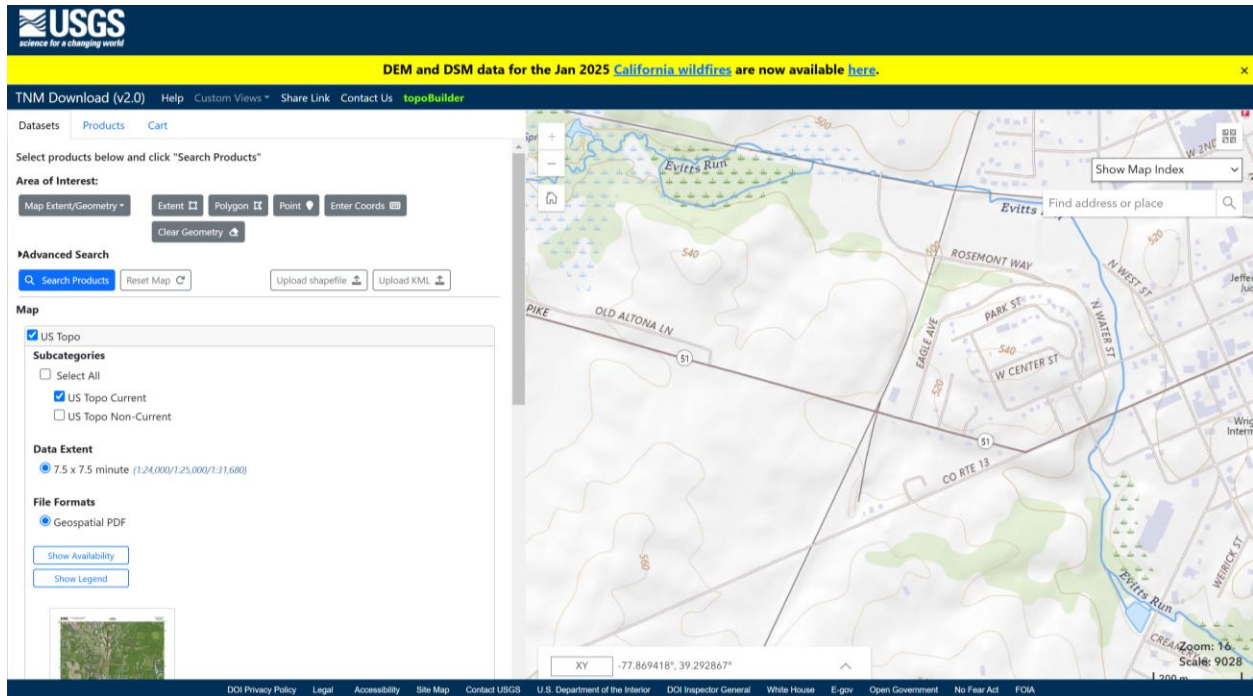 USGS
science for a changing world
DEM and DSM data for the Jan 2025 California wildfires are now available here.
×
TNM Download (v2.0) Help Custom Views Share Link Contact Us topoBuilder
Datasets Products Cart
Select products below and click "Search Products"
Area of Interest:
Map Extent/Geometry Extent Polygon Point Enter Coords
Clear Geometry
Advanced Search
Search Products Reset Map Upload shapefile Upload KML
Map
US Topo
Subcategories
Select All
US Topo Current
US Topo Non-Current
Data Extent
7.5 x 7.5 minute (1:24,000/1:25,000/1:31,680)
File Formats
Geospatial PDF
Show Availability
Show Legend
+
−
500
W 2ND
Evitts Run
Show Map Index
Find address or place
Evitts
540
500
520
ROSEMONT WAY
N WEST ST
PIKE
OLD ALTONA LN
PARK ST
N WATER ST
EAGLE AVE
51
540
W CENTER ST
520
51
CO RTE 13
560
WEIRICK ST
Evitts Run
XY -77.869418°, 39.292867°
Zoom: 16
Scale: 9028
200 m
DOI Privacy Policy Legal Accessibility Site Map Contact USGS U.S. Department of the Interior DOI Inspector General White House E-gov Open Government No Fear Act FOIA